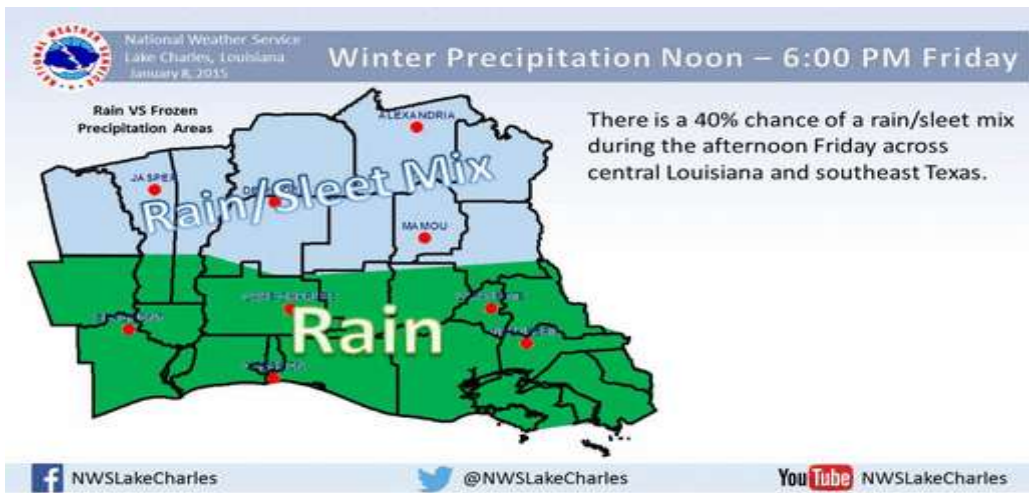 National Weather Service
Lake Charles, Louisiana
January 8, 2015
Winter Precipitation Noon – 6:00 PM Friday
Rain VS Frozen
Precipitation Areas
There is a 40% chance of a rain/sleet mix
during the afternoon Friday across
central Louisiana and southeast Texas.
ALEXANDRIA
JASPER
Rain/Sleet Mix
MAMOU
Rain
NWSLakeCharles
@NWSLakeCharles
YouTube NWSLakeCharles